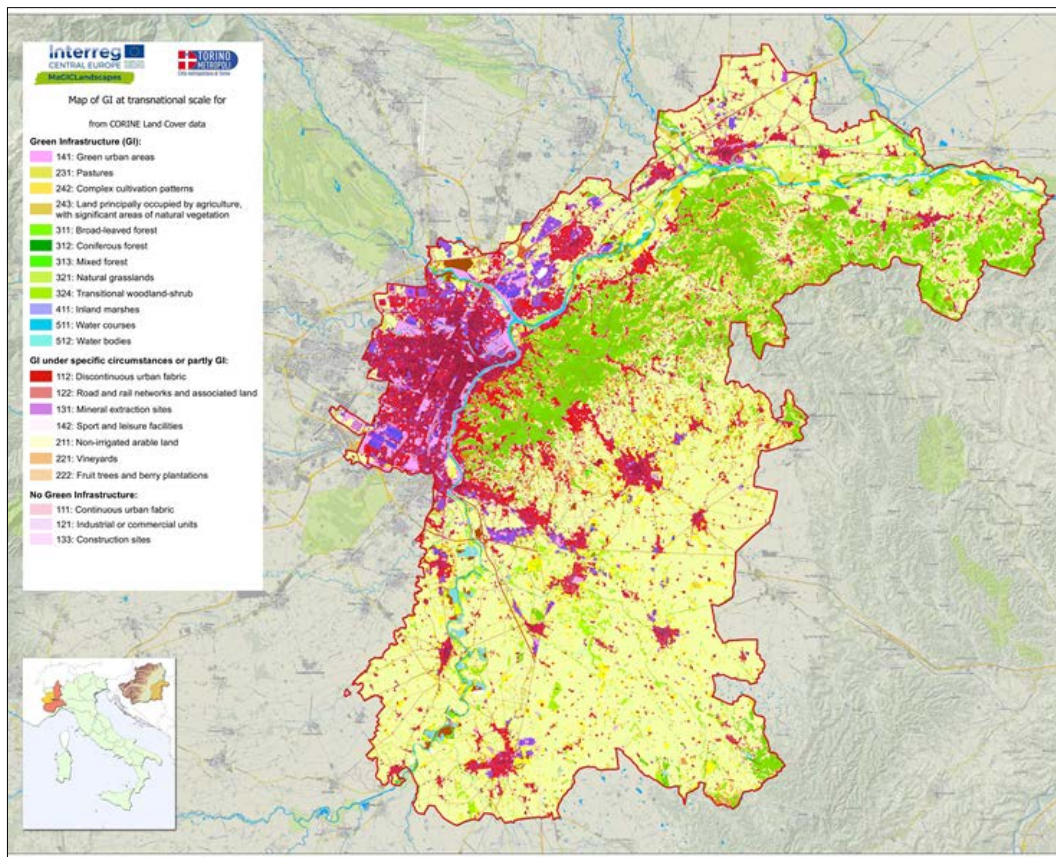 Interreg
CENTRAL EUROPE
MaGICLandscapes
TORINO
METROPOLI
Città metropolitana di Torino
Map of GI at transnational scale for
from CORINE Land Cover data
Green Infrastructure (GI):
141: Green urban areas
231: Pastures
242: Complex cultivation patterns
243: Land principally occupied by agriculture,
with significant areas of natural vegetation
311: Broad-leaved forest
312: Coniferous forest
313: Mixed forest
321: Natural grasslands
324: Transitional woodland-shrub
411: Inland marshes
511: Water courses
512: Water bodies
GI under specific circumstances or partly GI:
112: Discontinuous urban fabric
122: Road and rail networks and associated land
131: Mineral extraction sites
142: Sport and leisure facilities
211: Non-irrigated arable land
221: Vineyards
222: Fruit trees and berry plantations
No Green Infrastructure:
111: Continuous urban fabric
121: Industrial or commercial units
133: Construction sites